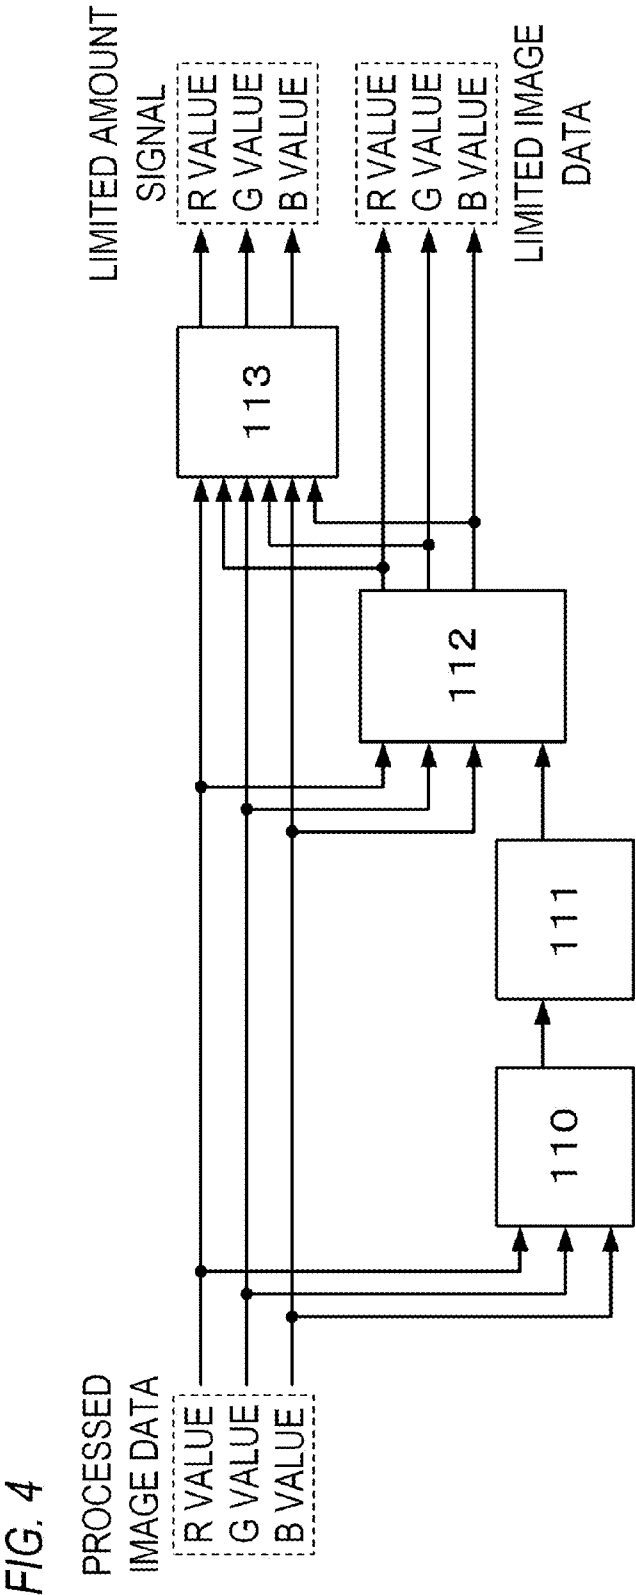 FIG. 4
PROCESSED
IMAGE DATA
R VALUE
G VALUE
B VALUE
110
111
112
113
LIMITED AMOUNT
SIGNAL
R VALUE
G VALUE
B VALUE
R VALUE
G VALUE
B VALUE
LIMITED IMAGE
DATA